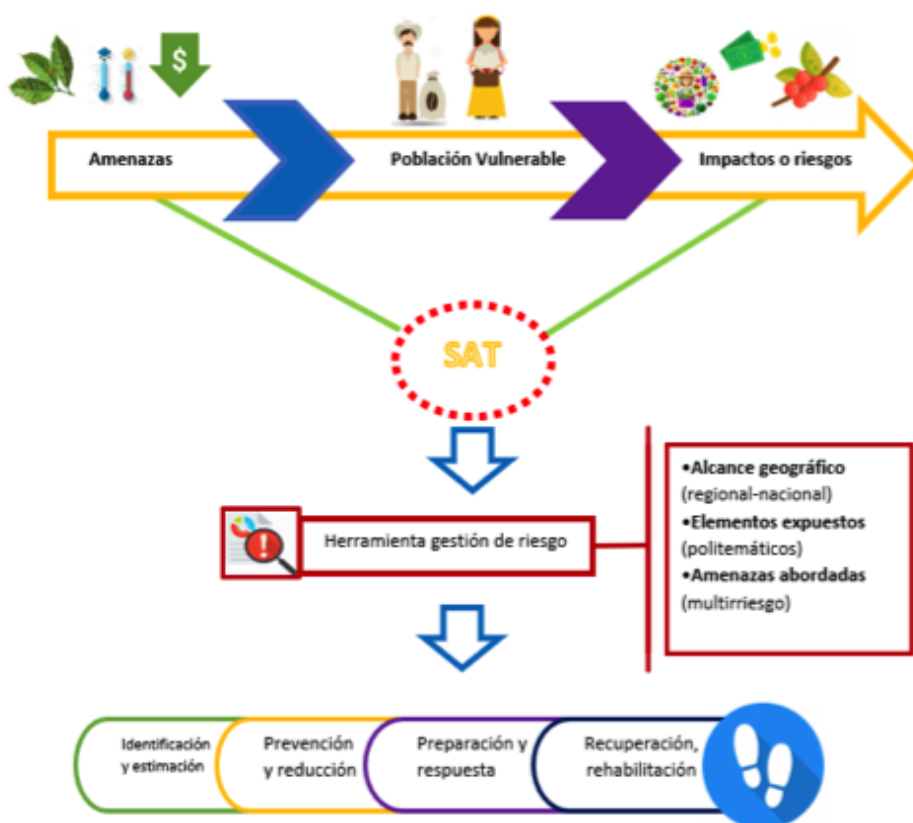 $
Amenazas
Población Vulnerable
Impactos o riesgos
SAT
Herramienta gestión de riesgo
•Alcance geográfico
(regional-nacional)
•Elementos expuestos
(politemáticos)
•Amenazas abordadas
(multirriesgo)
Identificación
y estimación
Prevención
y reducción
Preparación y
respuesta
Recuperación,
rehabilitación